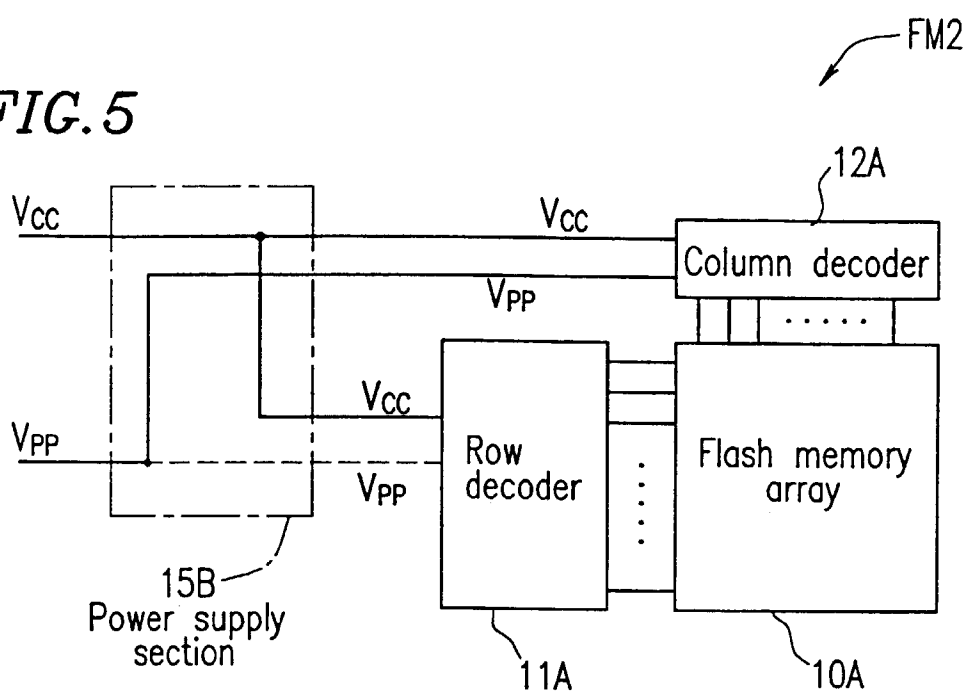 FM2
FIG. 5
12A
VCC
VCC
Column decoder
VPP
VCC
VPP
VPP
Row
decoder
Flash memory
array
15B
Power supply
section
11A
10A